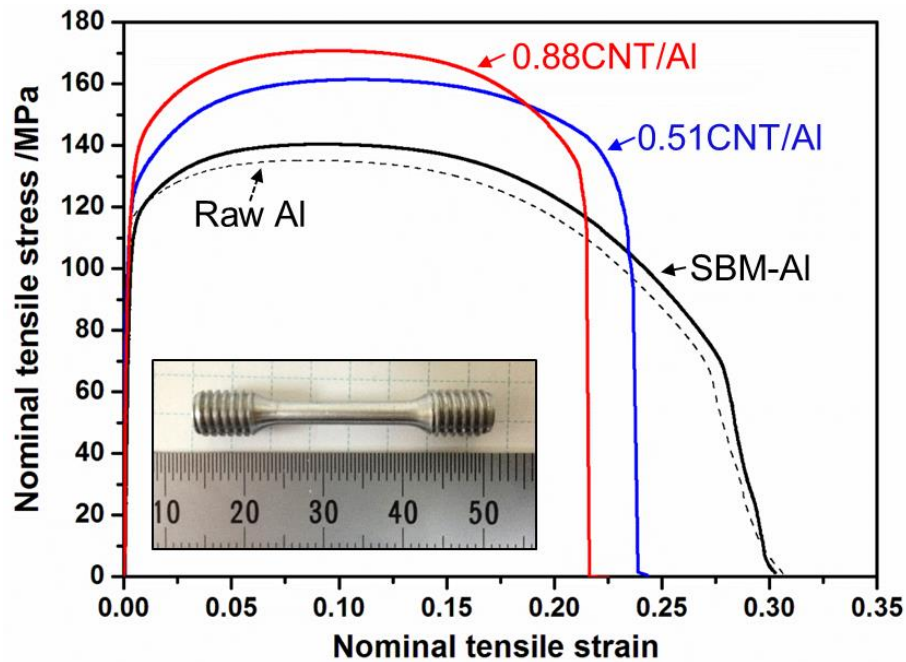 180
160
140
120
100
80
60
40
20
0
Nominal tensile stress /MPa
0.88CNT/Al
0.51CNT/Al
Raw Al
SBM-Al
10 20 30 40 50
0.00 0.05 0.10 0.15 0.20 0.25 0.30 0.35
Nominal tensile strain